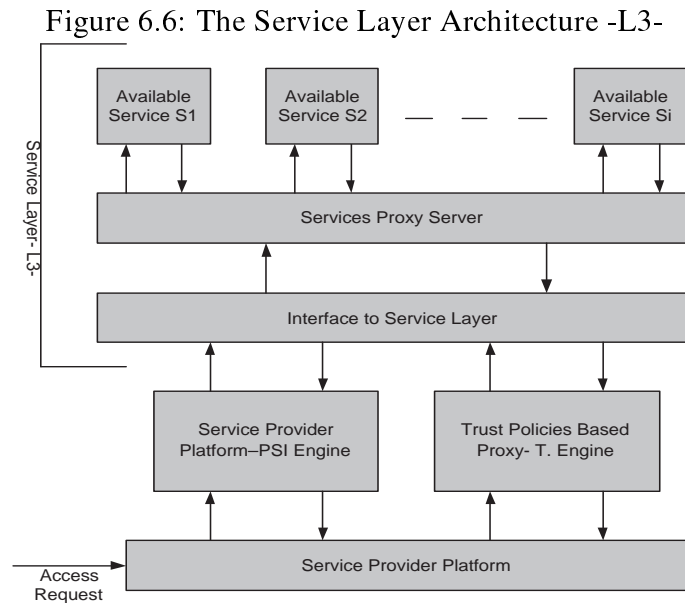 Figure 6.6: The Service Layer Architecture -L3-
Available
Service S1
Available
Service S2
Available
Service Si
Service Layer- L3-
Services Proxy Server
Interface to Service Layer
Service Provider
Platform–PSI Engine
Trust Policies Based
Proxy- T. Engine
Service Provider Platform
Access
Request